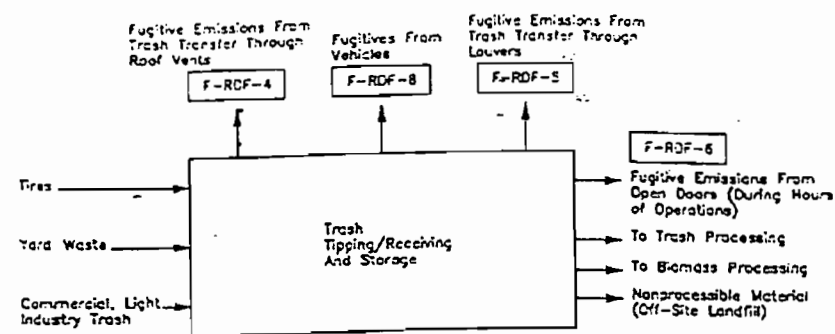 Fugitive Emissions From
Trash Transfer Through
Roof Vents
F-RDF-4
Fugitives From
Vehicles
F-RDF-8
Fugitive Emissions From
Trash Transfer Through
Louvers
F-RDF-5
F-RDF-6
Fugitive Emissions From
Open Doors (During Hours
of Operations)
Tires
Trash
Tipping/Receiving
And Storage
To Trash Processing
Yard Waste
To Biomass Processing
Commercial, Light
Industry Trash
Nonprocessible Material
(Off-Site Landfill)